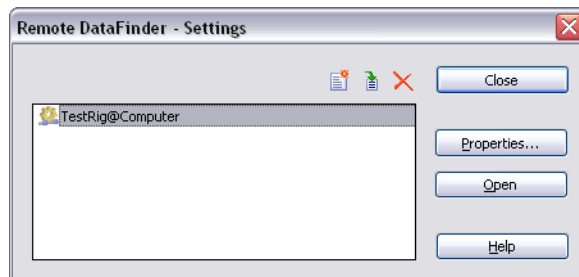 Remote DataFinder - Settings
Close
TestRig@Computer
Properties...
Open
Help